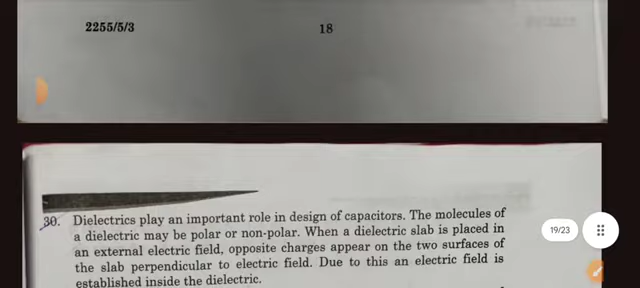 2255/5/3 18
30. Dielectrics play an important role in design of capacitors. The molecules of
a dielectric may be polar or non-polar. When a dielectric slab is placed in
an external electric field, opposite charges appear on the two surfaces of
the slab perpendicular to electric field. Due to this an electric field is
established inside the dielectric.
19/23